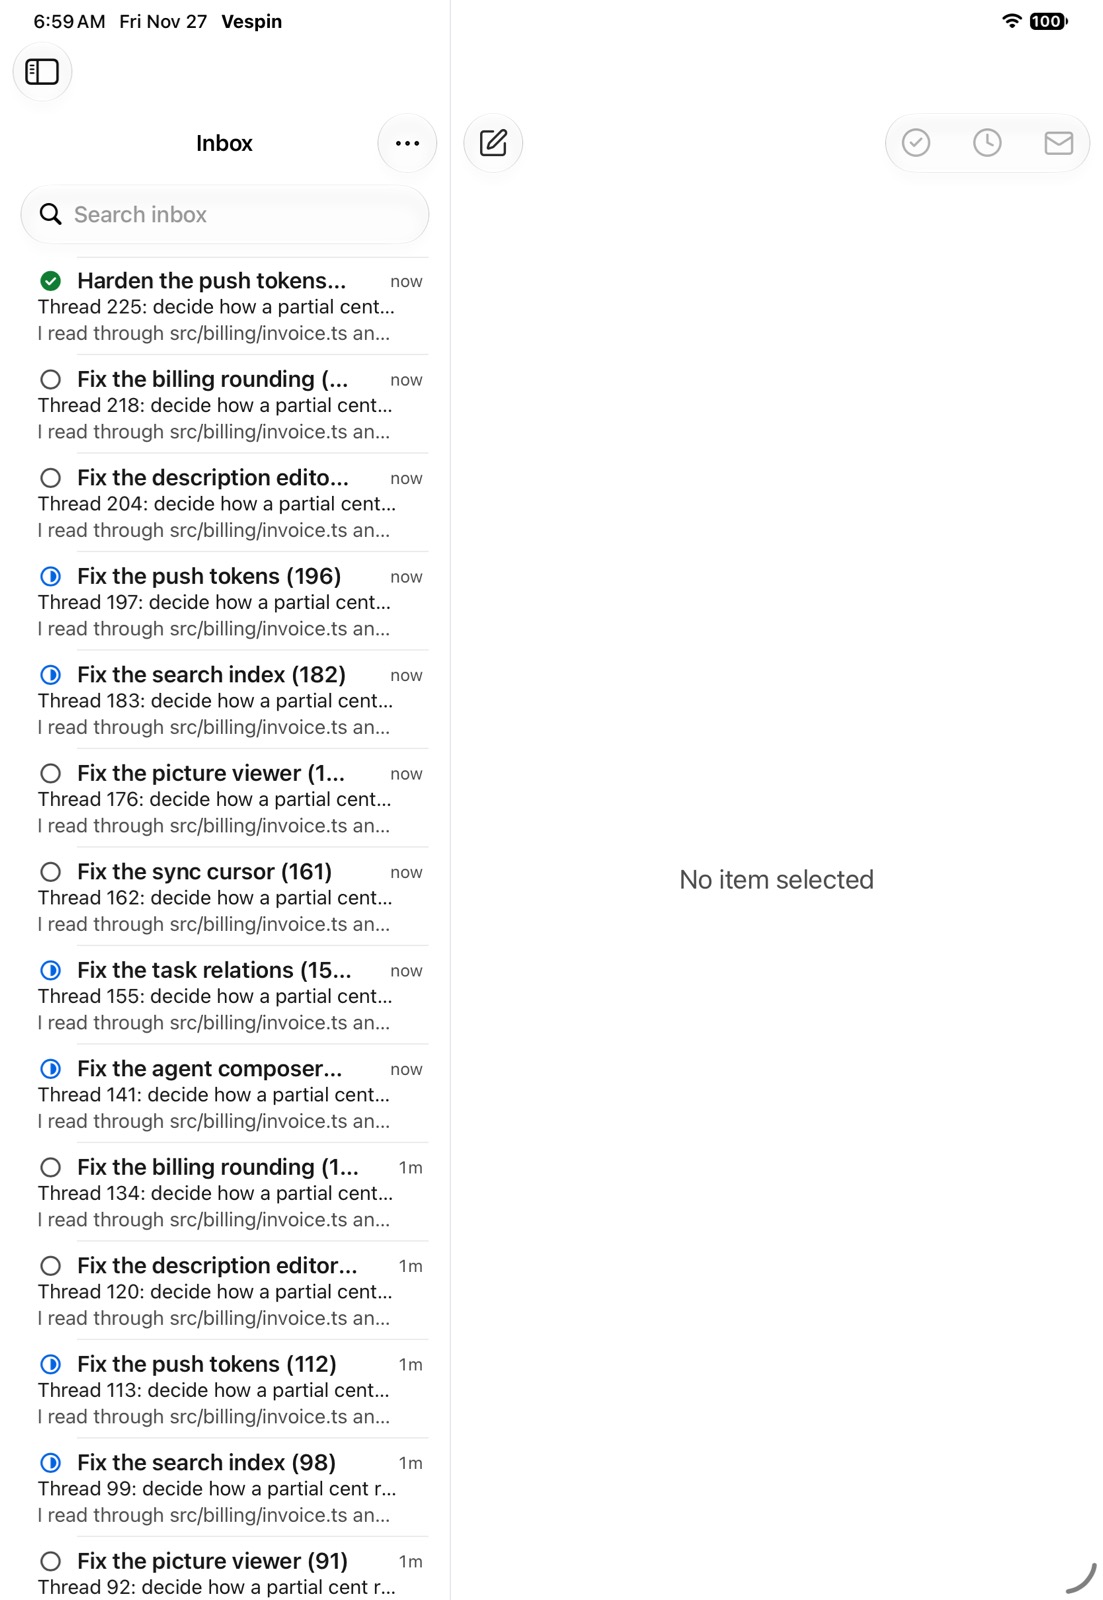 6:59 AM Fri Nov 27 Vespin
100
Inbox
Search inbox
Harden the push tokens... now
Thread 225: decide how a partial cent...
I read through src/billing/invoice.ts an...
Fix the billing rounding (... now
Thread 218: decide how a partial cent...
I read through src/billing/invoice.ts an...
Fix the description edito... now
Thread 204: decide how a partial cent...
I read through src/billing/invoice.ts an...
Fix the push tokens (196) now
Thread 197: decide how a partial cent...
I read through src/billing/invoice.ts an...
Fix the search index (182) now
Thread 183: decide how a partial cent...
I read through src/billing/invoice.ts an...
Fix the picture viewer (1... now
Thread 176: decide how a partial cent...
I read through src/billing/invoice.ts an...
Fix the sync cursor (161) now
Thread 162: decide how a partial cent...
I read through src/billing/invoice.ts an...
Fix the task relations (15... now
Thread 155: decide how a partial cent...
I read through src/billing/invoice.ts an...
Fix the agent composer... now
Thread 141: decide how a partial cent...
I read through src/billing/invoice.ts an...
Fix the billing rounding (1... 1m
Thread 134: decide how a partial cent...
I read through src/billing/invoice.ts an...
Fix the description editor... 1m
Thread 120: decide how a partial cent...
I read through src/billing/invoice.ts an...
Fix the push tokens (112) 1m
Thread 113: decide how a partial cent...
I read through src/billing/invoice.ts an...
Fix the search index (98) 1m
Thread 99: decide how a partial cent r...
I read through src/billing/invoice.ts an...
Fix the picture viewer (91) 1m
Thread 92: decide how a partial cent r...
No item selected